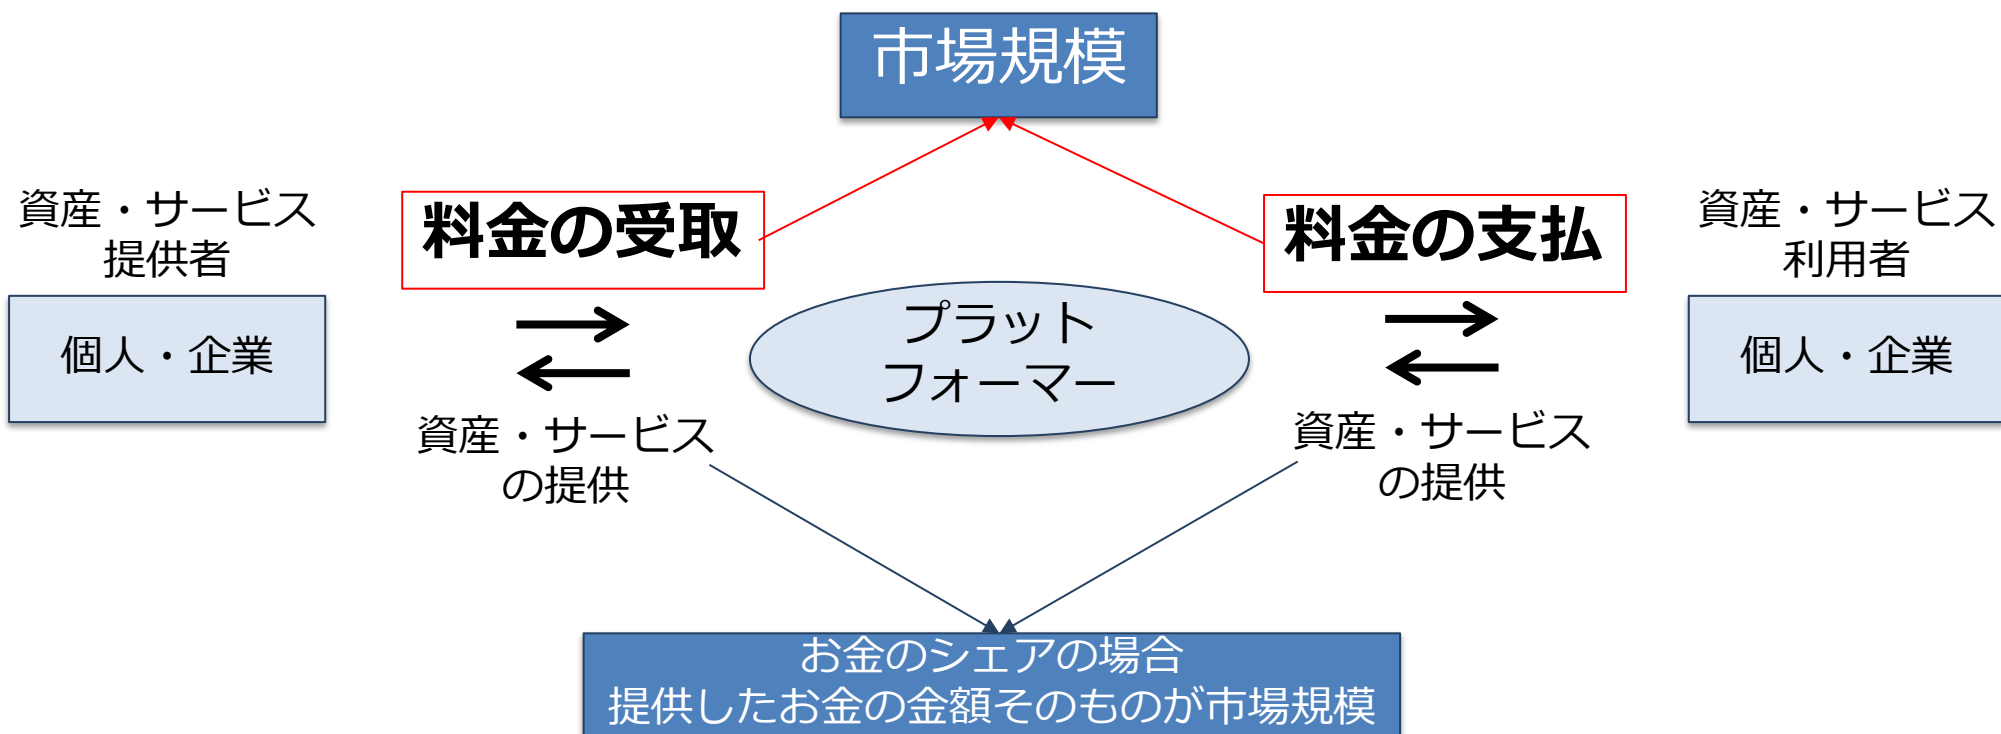 市場規模
資産・サービス
提供者
料金の受取
料金の支払
資産・サービス
利用者
個人・企業
プラット
フォーマー
個人・企業
資産・サービス
の提供
資産・サービス
の提供
お金のシェアの場合
提供したお金の金額そのものが市場規模